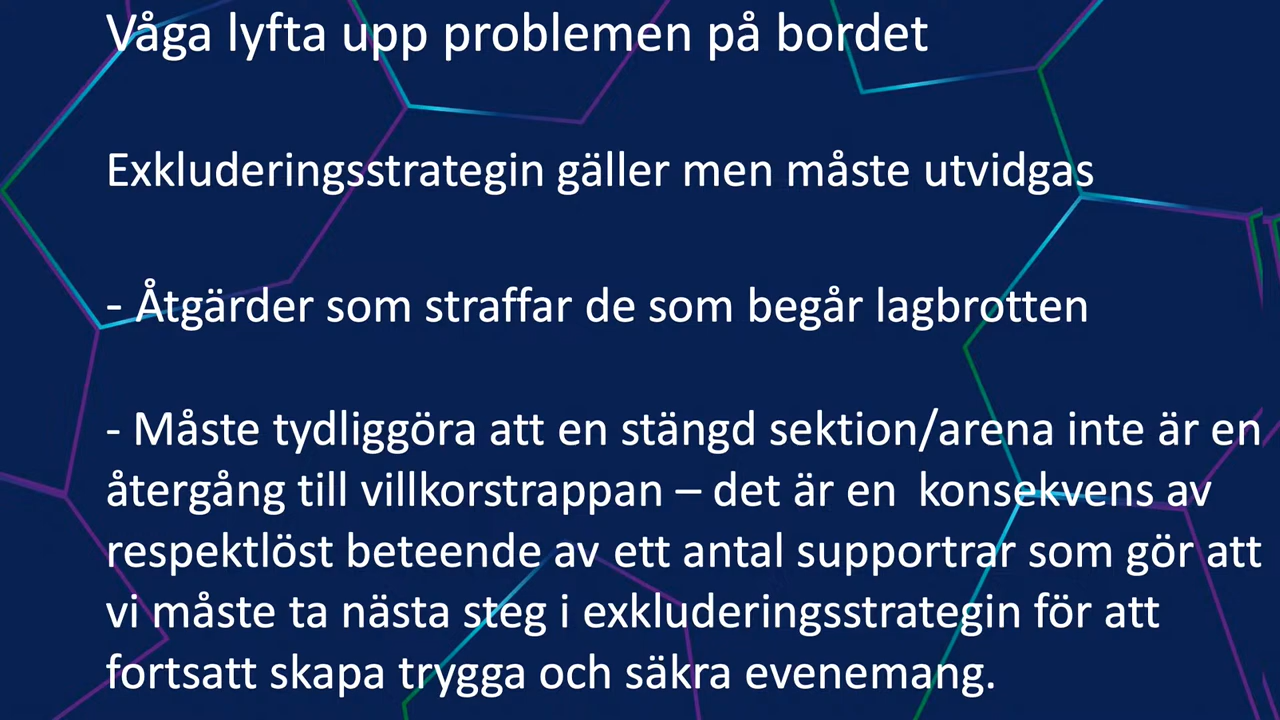 Våga lyfta upp problemen på bordet
Exkluderingsstrategin gäller men måste utvidgas
- Åtgärder som straffar de som begår lagbrotten
- Måste tydliggöra att en stängd sektion/arena inte är en
återgång till villkorstrappan – det är en  konsekvens av
respektlöst beteende av ett antal supportrar som gör att
vi måste ta nästa steg i exkluderingsstrategin för att
fortsatt skapa trygga och säkra evenemang.